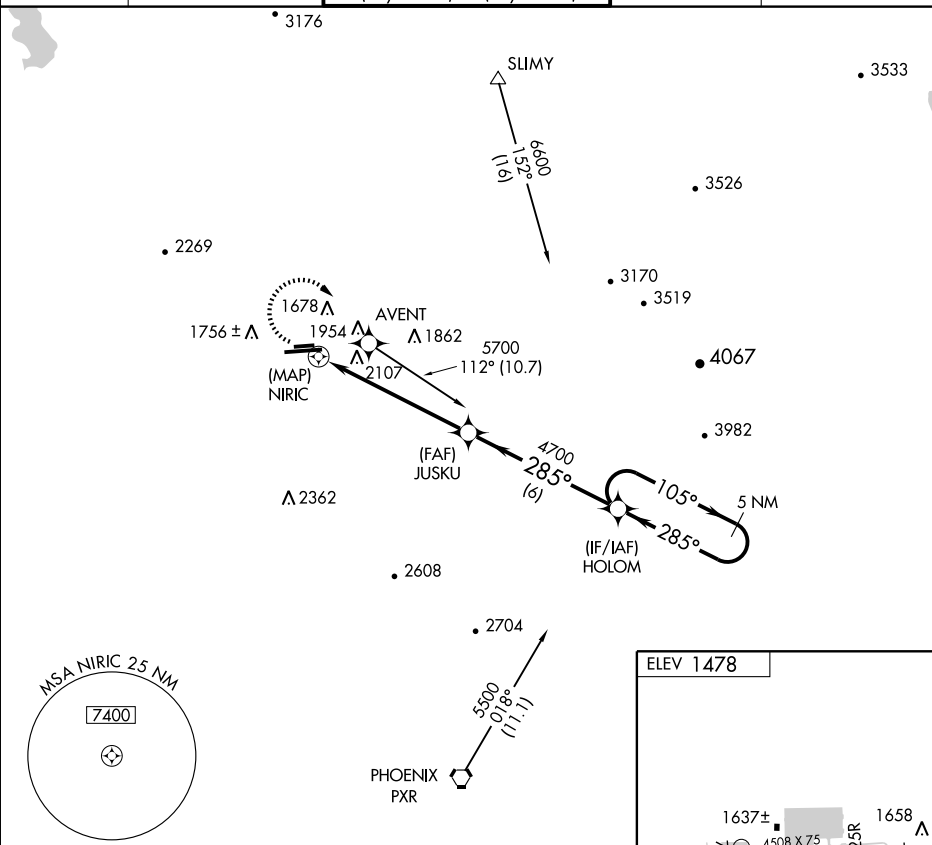 3176
SLIMY
3533
6600
152°
(16)
3526
2269
3170
3519
1678
AVENT
1756 ±
1954
1862
5700
112° (10.7)
4067
2107
(MAP)
NIRIC
3982
(FAF)
JUSKU
4700
285°
(6)
105°
5 NM
2362
285°
(IF/IAF)
HOLOM
2608
2704
ELEV 1478
MSA NIRIC 25 NM
7400
5500
018°
(11.1)
PHOENIX
PXR
1637±
1658
4508 X 75